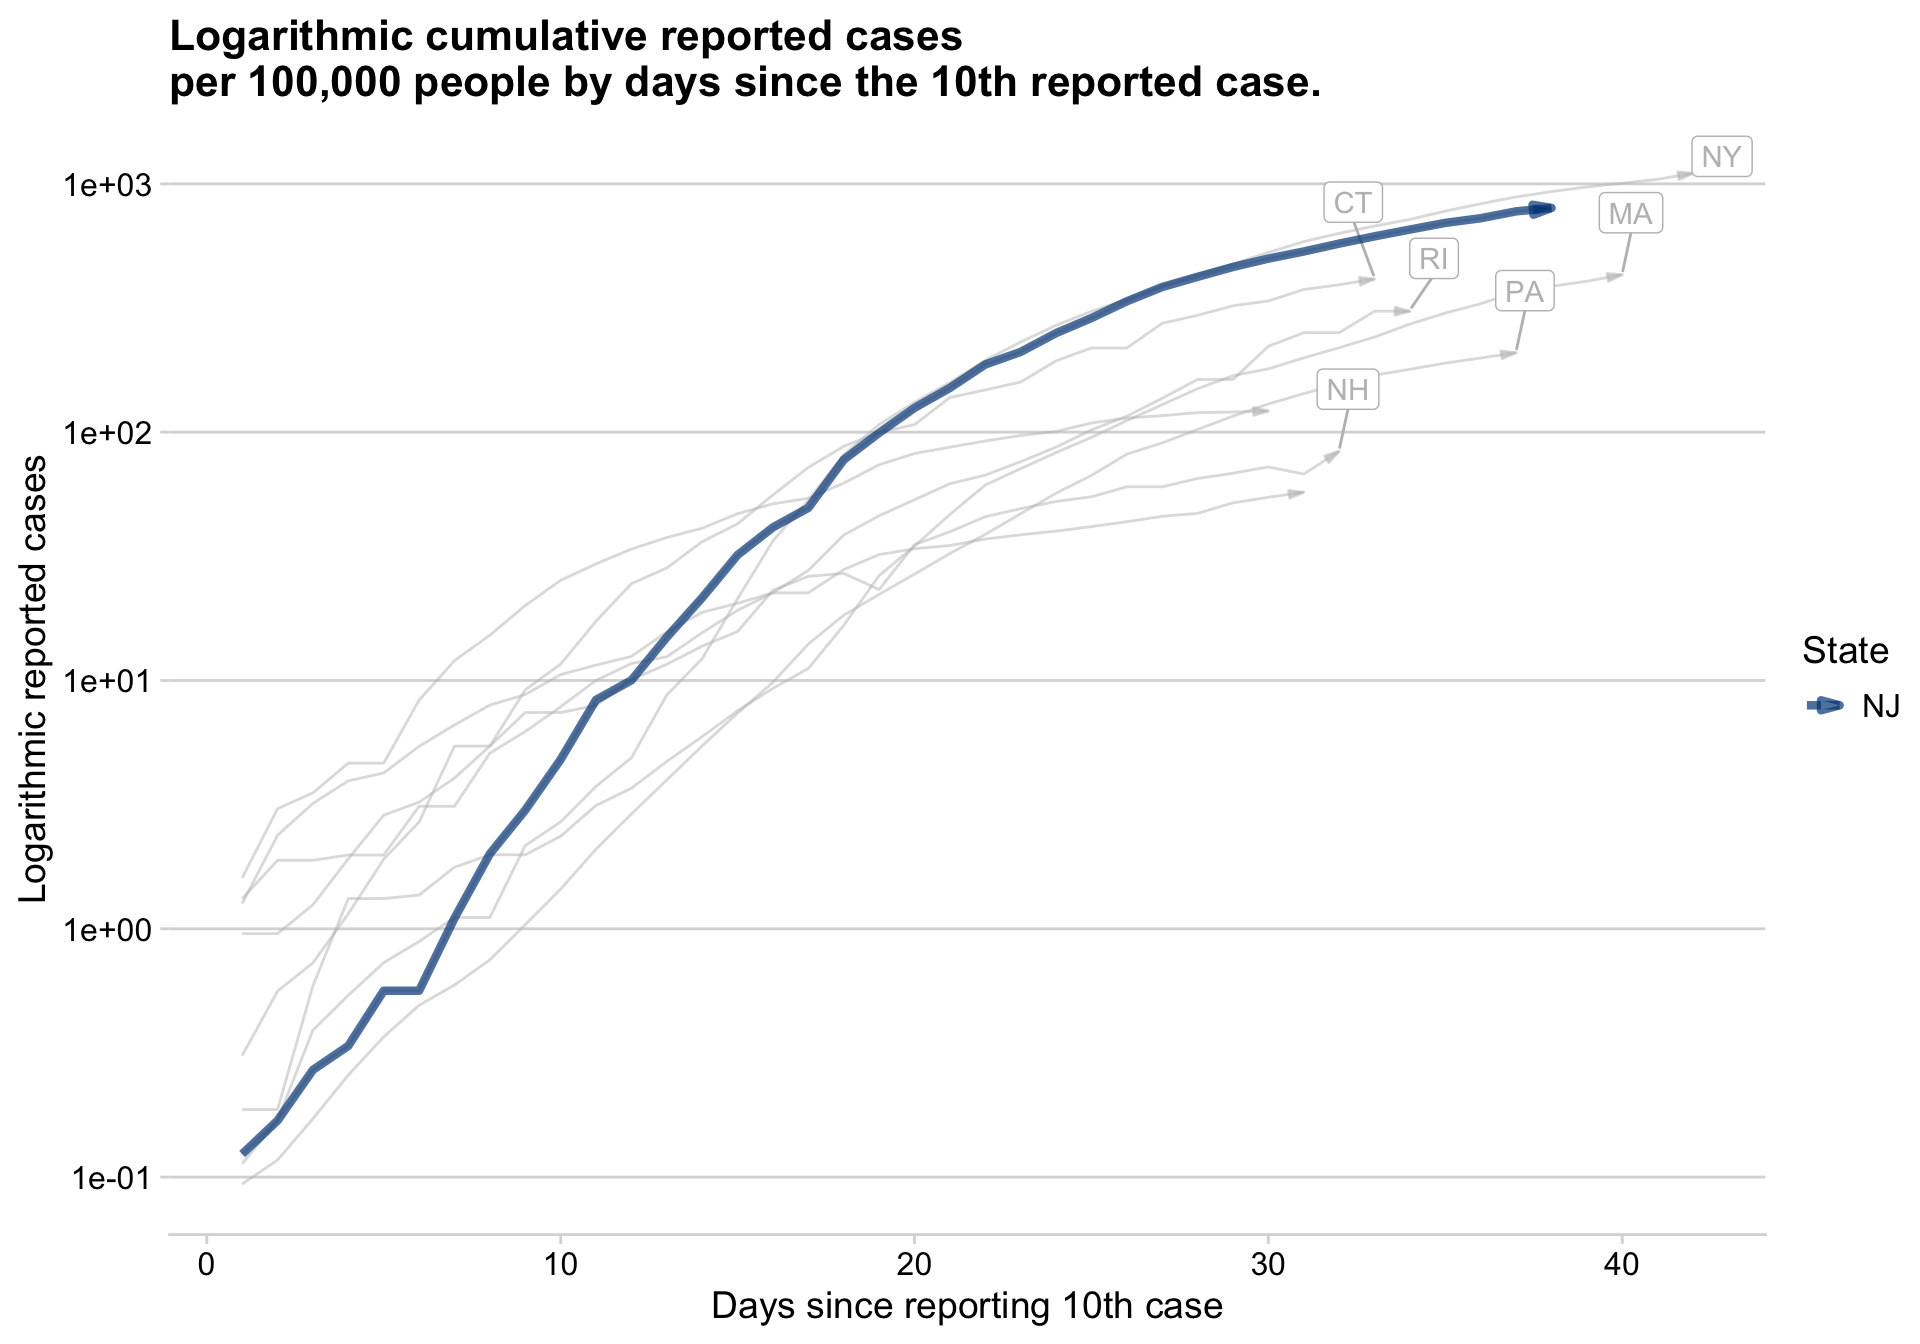 Logarithmic cumulative reported cases
per 100,000 people by days since the 10th reported case.
Logarithmic reported cases
1e+03
1e+02
1e+01
1e+00
1e-01
NY
CT
MA
RI
PA
NH
State
NJ
0 10 20 30 40
Days since reporting 10th case